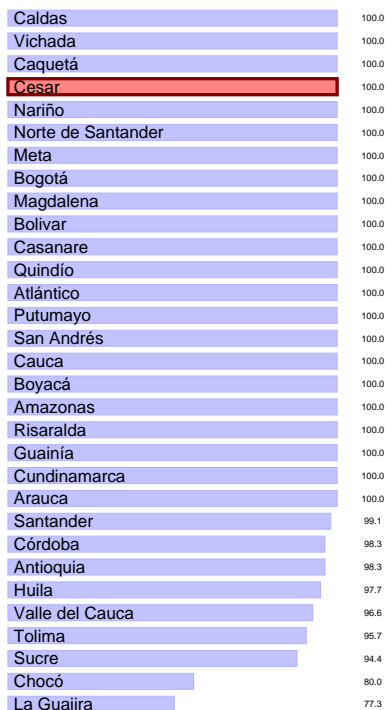 Caldas 100.0
Vichada 100.0
Caquetá 100.0
Cesar 100.0
Nariño 100.0
Norte de Santander 100.0
Meta 100.0
Bogotá 100.0
Magdalena 100.0
Bolivar 100.0
Casanare 100.0
Quindío 100.0
Atlántico 100.0
Putumayo 100.0
San Andrés 100.0
Cauca 100.0
Boyacá 100.0
Amazonas 100.0
Risaralda 100.0
Guainía 100.0
Cundinamarca 100.0
Arauca 100.0
Santander 99.1
Córdoba 98.3
Antioquia 98.3
Huila 97.7
Valle del Cauca 96.6
Tolima 95.7
Sucre 94.4
Chocó 80.0
La Guajira 77.3